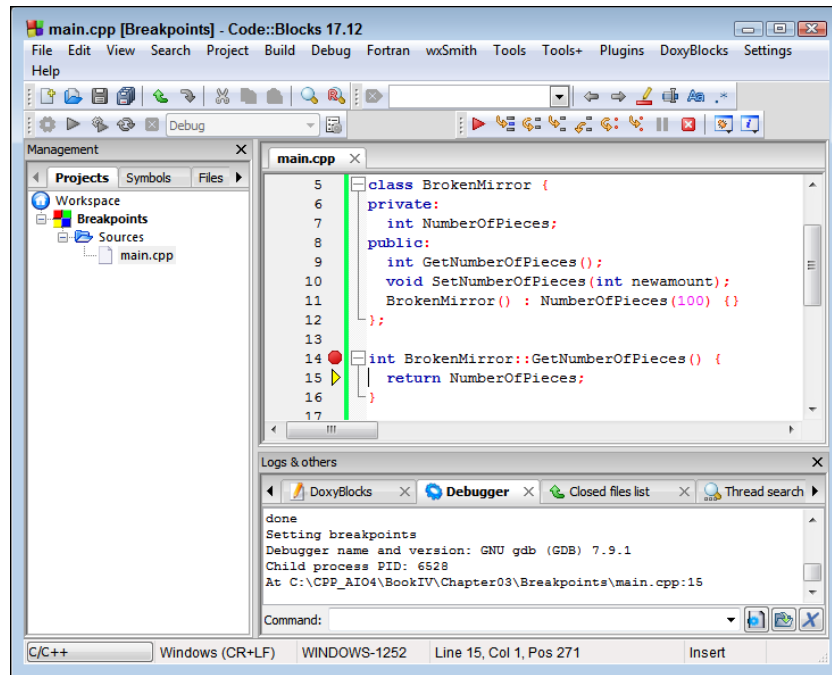 main.cpp [Breakpoints] - Code::Blocks 17.12
File Edit View Search Project Build Debug Fortran wxSmith Tools Tools+ Plugins DoxyBlocks Settings
Help
Debug
Management
Projects Symbols Files
Workspace
Breakpoints
Sources
main.cpp
main.cpp
5 class BrokenMirror {
6 private:
7 int NumberOfPieces;
8 public:
9 int GetNumberOfPieces();
10 void SetNumberOfPieces(int newamount);
11 BrokenMirror() : NumberOfPieces(100) {}
12 };
13
14 int BrokenMirror::GetNumberOfPieces() {
15 return NumberOfPieces;
16 }
17
Logs & others
DoxyBlocks Debugger Closed files list Thread search
done
Setting breakpoints
Debugger name and version: GNU gdb (GDB) 7.9.1
Child process PID: 6528
At C:\CPP_AIO4\BookIV\Chapter03\Breakpoints\main.cpp:15
Command:
C/C++ Windows (CR+LF) WINDOWS-1252 Line 15, Col 1, Pos 271 Insert